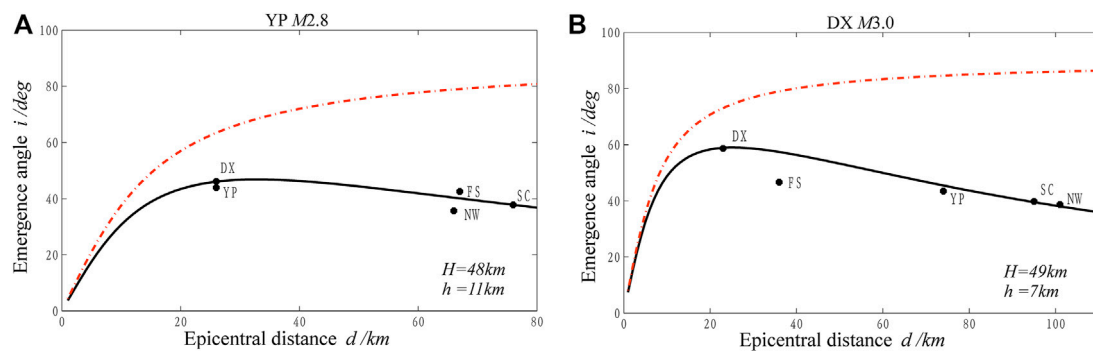 A
YP M2.8
Emergence angle i /deg
100
80
60
40
20
0
DX
YP
FS
SC
NW
H=48km
h =11km
0
20
40
60
80
Epicentral distance d /km
B
DX M3.0
Emergence angle i /deg
100
80
60
40
20
0
DX
FS
YP
SC
NW
H=49km
h =7km
0
20
40
60
80
100
Epicentral distance d /km